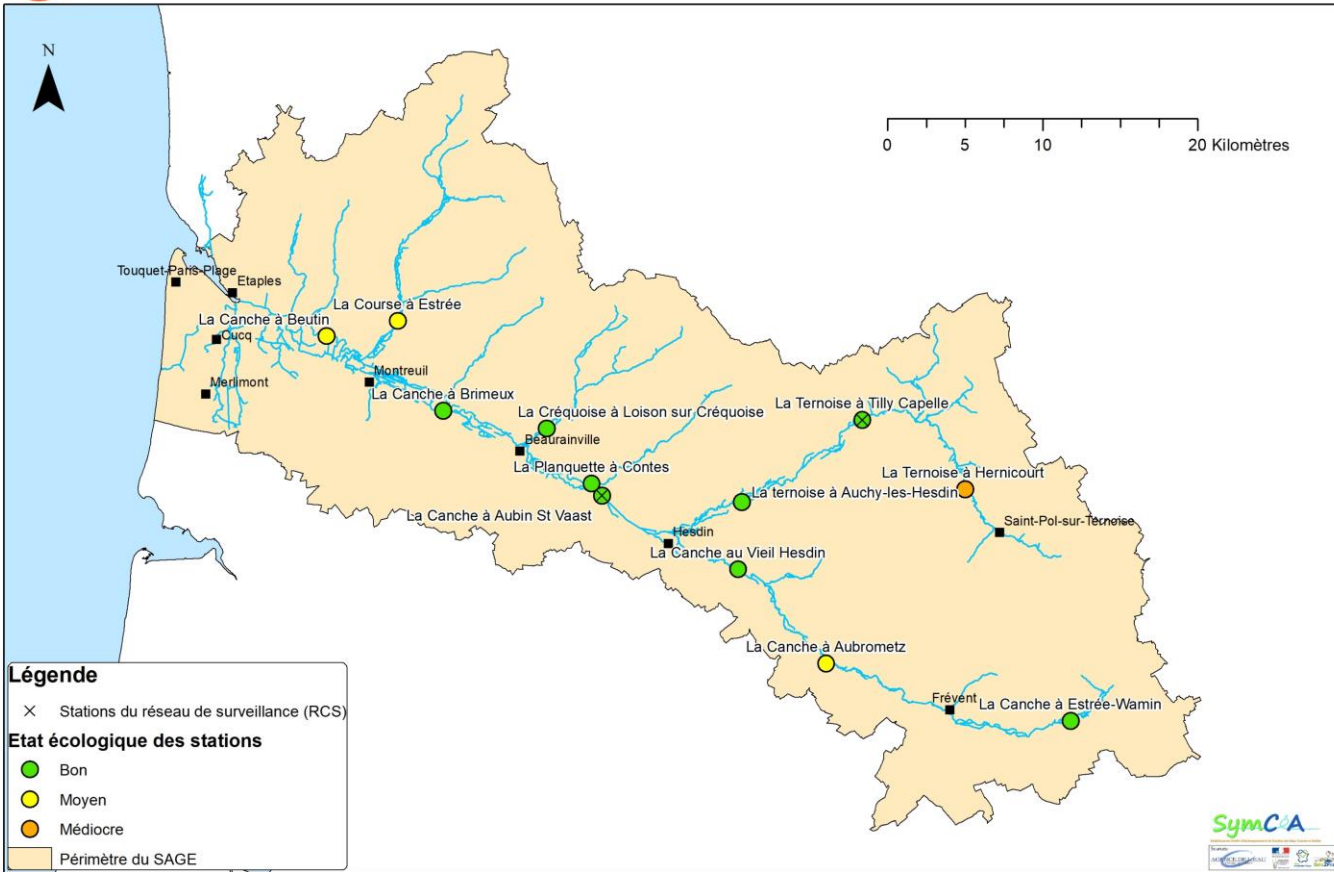 N
0 5 10 20 Kilomètres
Touquet-Paris-Plage
Etaples
La Course à Estrée
La Canche à Beutin
Cucq
Montreuil
Merlimont
La Canche à Brimeux
La Créquoise à Loison sur Créquoise
La Ternoise à Tilly Capelle
Beaurainville
La Planquette à Contes
La Ternoise à Hernicourt
La ternoise à Auchy-les-Hesdin
La Canche à Aubin St Vaast
Hesdin
Saint-Pol-sur-Ternoise
La Canche au Vieil Hesdin
La Canche à Aubrometz
Frévent
La Canche à Estrée-Wamin
Légende
Stations du réseau de surveillance (RCS)
Etat écologique des stations
Bon
Moyen
Médiocre
Périmètre du SAGE
SymCéA
AGENCE DE L'EAU